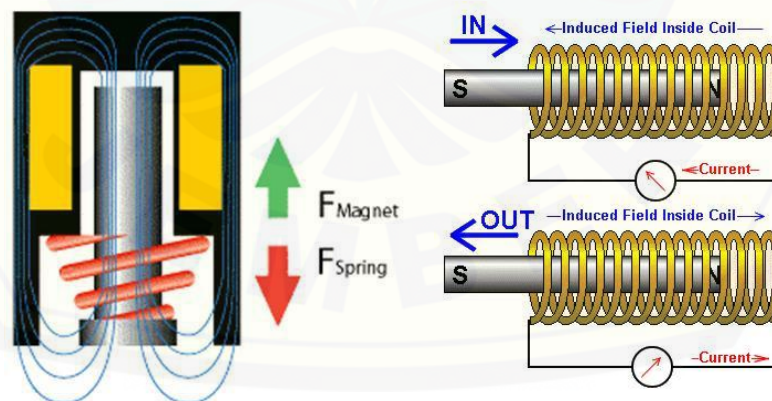 F Magnet
F Spring
IN
←Induced Field Inside Coil—
S
N
←Current–
OUT
—Induced Field Inside Coil→
S
N
–Current→